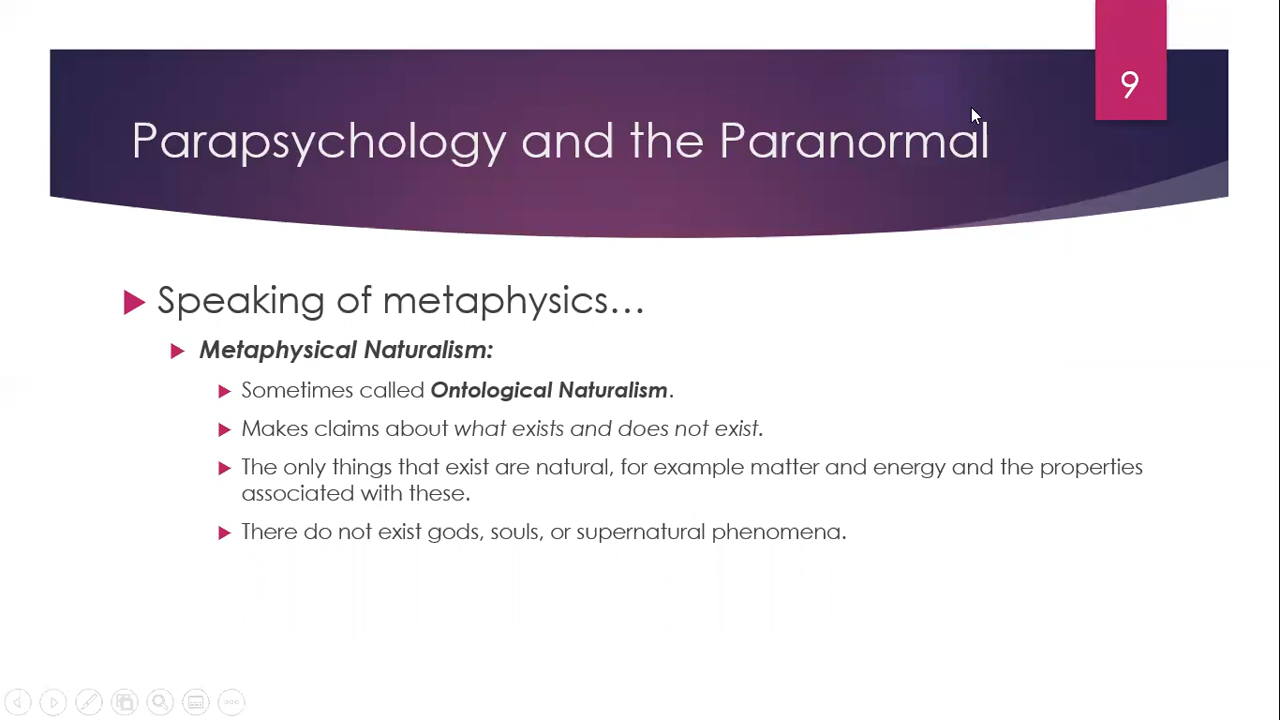 9
Parapsychology and the Paranormal
Speaking of metaphysics…
Metaphysical Naturalism:
Sometimes called Ontological Naturalism.
Makes claims about what exists and does not exist.
The only things that exist are natural, for example matter and energy and the properties
associated with these.
There do not exist gods, souls, or supernatural phenomena.